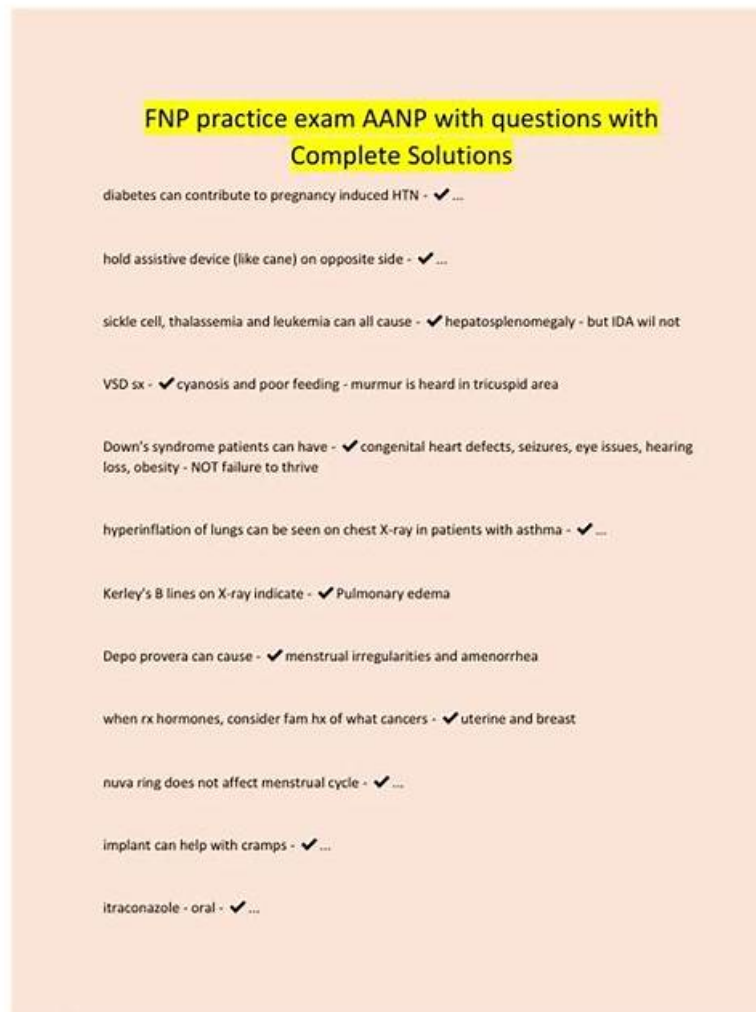 FNP practice exam AANP with questions with
Complete Solutions
diabetes can contribute to pregnancy induced HTN - ✔ ...
hold assistive device (like cane) on opposite side - ✔ ...
sickle cell, thalassemia and leukemia can all cause - ✔ hepatosplenomegaly - but IDA wil not
VSD sx - ✔ cyanosis and poor feeding - murmur is heard in tricuspid area
Down's syndrome patients can have - ✔ congenital heart defects, seizures, eye issues, hearing
loss, obesity - NOT failure to thrive
hyperinflation of lungs can be seen on chest X-ray in patients with asthma - ✔ ...
Kerley's B lines on X-ray indicate - ✔ Pulmonary edema
Depo provera can cause - ✔ menstrual irregularities and amenorrhea
when rx hormones, consider fam hx of what cancers - ✔ uterine and breast
nuva ring does not affect menstrual cycle - ✔ ...
implant can help with cramps - ✔ ...
itraconazole - oral - ✔ ...